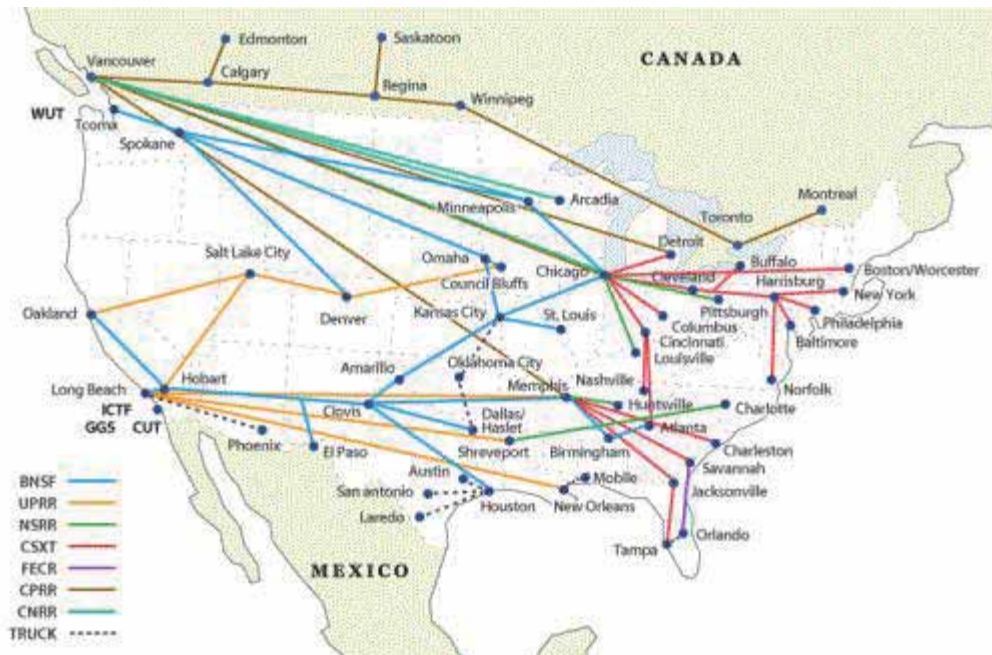 Edmonton
Saskatoon
CANADA
Vancouver
Calgary
Regina
Winnipeg
WUT
Tcoma
Spokane
Montreal
Minneapolis
Arcadia
Toronto
Detroit
Salt Lake City
Omaha
Chicago
Buffalo
Council Bluffs
Cleveland
Harrisburg
Boston/Worcester
New York
Oakland
Denver
Kansas City
St. Louis
Pittsburgh
Columbus
Philadelphia
Cincinnati
Baltimore
Louisville
Amarillo
Oklahoma City
Long Beach
Hobart
Memphis
Nashville
Norfolk
ICTF
Clovis
Dallas/
Haslet
Huntsville
Charlotte
GGS
CUT
Phoenix
El Paso
Shreveport
Birmingham
Atlanta
Charleston
Savannah
Austin
Mobile
Jacksonville
San antonio
Houston
New Orleans
Laredo
Orlando
Tampa
MEXICO
BNSF
UPRR
NSRR
CSXT
FECR
CPRR
CNRR
TRUCK